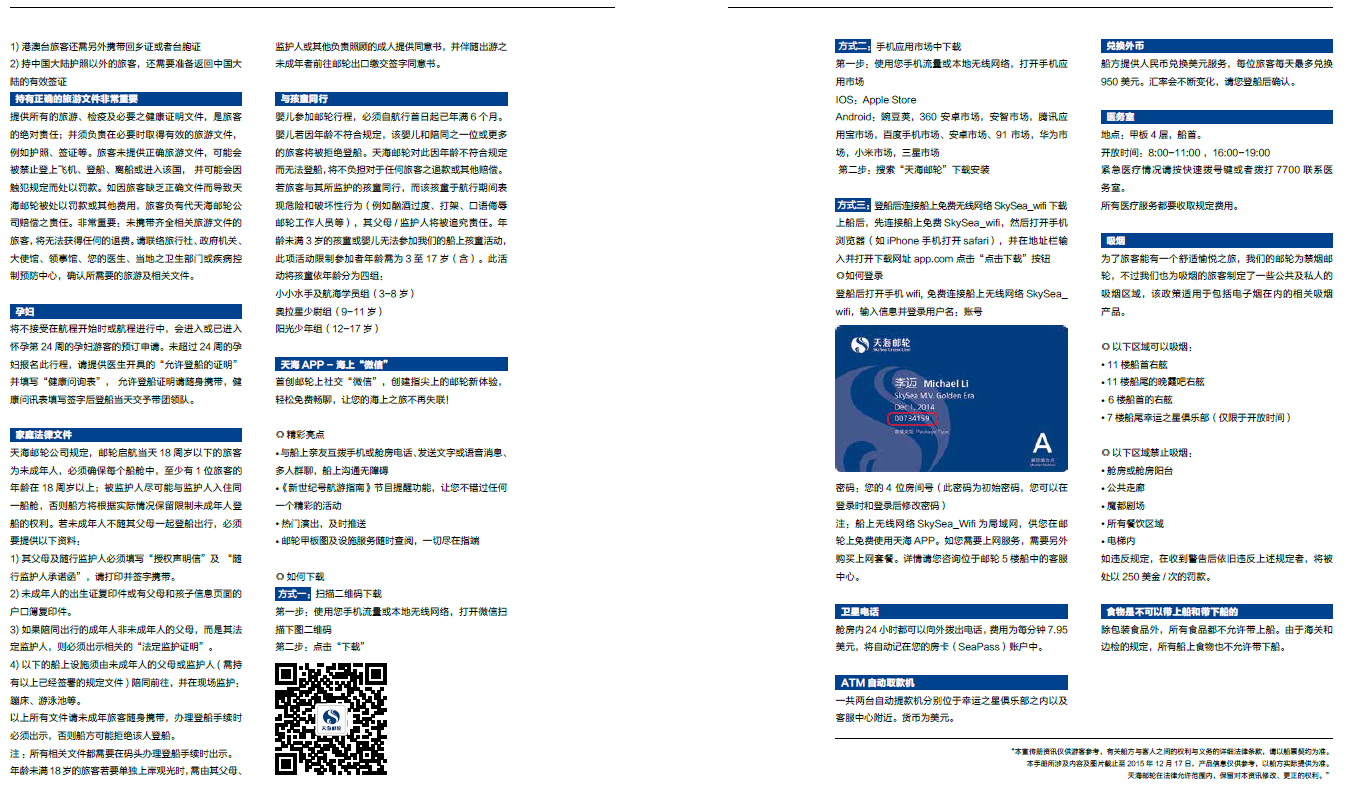 1) 港澳台旅客还需另外携带回乡证或者台胞证
2) 持中国大陆护照以外的旅客，还需要准备返回中国大
陆的有效签证
持有正确的旅游文件非常重要
提供所有的旅游、检疫及必要之健康证明文件，是旅客
的绝对责任；并须负责在必要时取得有效的旅游文件，
例如护照、签证等。旅客未提供正确旅游文件，可能会
被禁止登上飞机、登船、离船或进入该国， 并可能会因
触犯规定而处以罚款。如因旅客缺乏正确文件而导致天
海邮轮被处以罚款或其他费用，旅客负有代天海邮轮公
司赔偿之责任。非常重要：未携带齐全相关旅游文件的
旅客，将无法获得任何的退费。请联络旅行社、政府机关、
大使馆、领事馆、您的医生、当地之卫生部门或疾病控
制预防中心，确认所需要的旅游及相关文件。
孕妇
将不接受在航程开始时或航程进行中，会进入或已进入
怀孕第 24 周的孕妇游客的预订申请。未超过 24 周的孕
妇报名此行程，请提供医生开具的“允许登船的证明”
并填写“健康问询表”， 允许登船证明请随身携带，健
康问讯表填写签字后登船当天交予带团领队。
家庭法律文件
天海邮轮公司规定，邮轮启航当天 18 周岁以下的旅客
为未成年人，必须确保每个船舱中，至少有 1 位旅客的
年龄在 18 周岁以上；被监护人尽可能与监护人入住同
一船舱，否则船方将根据实际情况保留限制未成年人登
船的权利。若未成年人不随其父母一起登船出行，必须
要提供以下资料：
1) 其父母及随行监护人必须填写“授权声明信”及 “随
行监护人承诺函”，请打印并签字携带。
2) 未成年人的出生证复印件或有父母和孩子信息页面的
户口簿复印件。
3) 如果陪同出行的成年人非未成年人的父母，而是其法
定监护人，则必须出示相关的“法定监护证明”。
4) 以下的船上设施须由未成年人的父母或监护人（需持
有以上已经签署的规定文件）陪同前往，并在现场监护：
蹦床、游泳池等。
以上所有文件请未成年旅客随身携带，办理登船手续时
必须出示，否则船方可能拒绝该人登船。
注：所有相关文件都需要在码头办理登船手续时出示。
年龄未满 18 岁的旅客若要单独上岸观光时，需由其父母、
监护人或其他负责照顾的成人提供同意书，并伴随出游之
未成年者前往邮轮出口缴交签字同意书。
与孩童同行
婴儿参加邮轮行程，必须自航行首日起已年满 6 个月。
婴儿若因年龄不符合规定，该婴儿和陪同之一位或更多
的旅客将被拒绝登船。天海邮轮对此因年龄不符合规定
而无法登船，将不负担对于任何旅客之退款或其他赔偿。
若旅客与其所监护的孩童同行，而该孩童于航行期间表
现危险和破坏性行为（例如酗酒过度、打架、口语侮辱
邮轮工作人员等），其父母 / 监护人将被追究责任。年
龄未满 3 岁的孩童或婴儿无法参加我们的船上孩童活动，
此项活动限制参加者年龄需为 3 至 17 岁（含）。此活
动将孩童依年龄分为四组：
小小水手及航海学员组（3-8 岁）
奥拉星少尉组（9-11 岁）
阳光少年组（12-17 岁）
天海 APP － 海上“微信”
首创邮轮上社交“微信”，创建指尖上的邮轮新体验，
轻松免费畅聊，让您的海上之旅不再失联！
精彩亮点
• 与船上亲友互拨手机或舱房电话、发送文字或语音消息、
多人群聊，船上沟通无障碍
• 《新世纪号航游指南》节目提醒功能，让您不错过任何
一个精彩的活动
• 热门演出，及时推送
• 邮轮甲板图及设施服务随时查阅，一切尽在指端
如何下载
方式一：扫描二维码下载
第一步：使用您手机流量或本地无线网络，打开微信扫
描下图二维码
第二步：点击“下载”
天海邮轮
方式二：手机应用市场中下载
第一步：使用您手机流量或本地无线网络，打开手机应
用市场
IOS：Apple Store
Android：豌豆荚，360 安卓市场，安智市场，腾讯应
用宝市场，百度手机市场、安卓市场、91 市场，华为市
场，小米市场，三星市场
第二步：搜索“天海邮轮”下载安装
方式三：登船后连接船上免费无线网络 SkySea_wifi 下载
上船后，先连接船上免费 SkySea_wifi，然后打开手机
浏览器（如 iPhone 手机打开 safari），并在地址栏输
入并打开下载网址 app.com 点击“点击下载”按钮
如何登录
登船后打开手机 wifi, 免费连接船上无线网络 SkySea_
wifi，输入信息并登录用户名：账号
天海邮轮
SkySea Cruise Line
李迈 Michael Li
SkySea M.V. Golden Era
Dec 1, 2014
00734159
Package Type
A
密码：您的 4 位房间号（此密码为初始密码，您可以在
登录时和登录后修改密码）
注：船上无线网络 SkySea_Wifi 为局域网，供您在邮
轮上免费使用天海 APP。如您需要上网服务，需要另外
购买上网套餐。详情请您咨询位于邮轮 5 楼船中的客服
中心。
卫星电话
舱房内 24 小时都可以向外拨出电话，费用为每分钟 7.95
美元，将自动记在您的房卡（SeaPass）账户中。
ATM 自动取款机
一共两台自动提款机分别位于幸运之星俱乐部之内以及
客服中心附近。货币为美元。
兑换外币
船方提供人民币兑换美元服务，每位旅客每天最多兑换
950 美元。汇率会不断变化，请您登船后确认。
医务室
地点：甲板 4 层，船首。
开放时间：8:00-11:00 ，16:00-19:00
紧急医疗情况请按快速拨号键或者拨打 7700 联系医
务室。
所有医疗服务都要收取规定费用。
吸烟
为了旅客能有一个舒适愉悦之旅，我们的邮轮为禁烟邮
轮，不过我们也为吸烟的旅客制定了一些公共及私人的
吸烟区域，该政策适用于包括电子烟在内的相关吸烟
产品。
以下区域可以吸烟：
• 11 楼船首右舷
• 11 楼船尾的晚霞吧右舷
• 6 楼船首的右舷
• 7 楼船尾幸运之星俱乐部（仅限于开放时间）
以下区域禁止吸烟：
• 舱房或舱房阳台
• 公共走廊
• 魔都剧场
• 所有餐饮区域
• 电梯内
如违反规定，在收到警告后依旧违反上述规定者，将被
处以 250 美金 / 次的罚款。
食物是不可以带上船和带下船的
除包装食品外，所有食品都不允许带上船。由于海关和
边检的规定，所有船上食物也不允许带下船。
“本宣传册资讯仅供游客参考，有关船方与客人之间的权利与义务的详细法律条款，请以船票契约为准。
本手册所涉及内容及图片截止至 2015 年 12 月 17 日，产品信息仅供参考，以船方实际提供为准。
天海邮轮在法律允许范围内，保留对本资讯修改、更正的权利。”